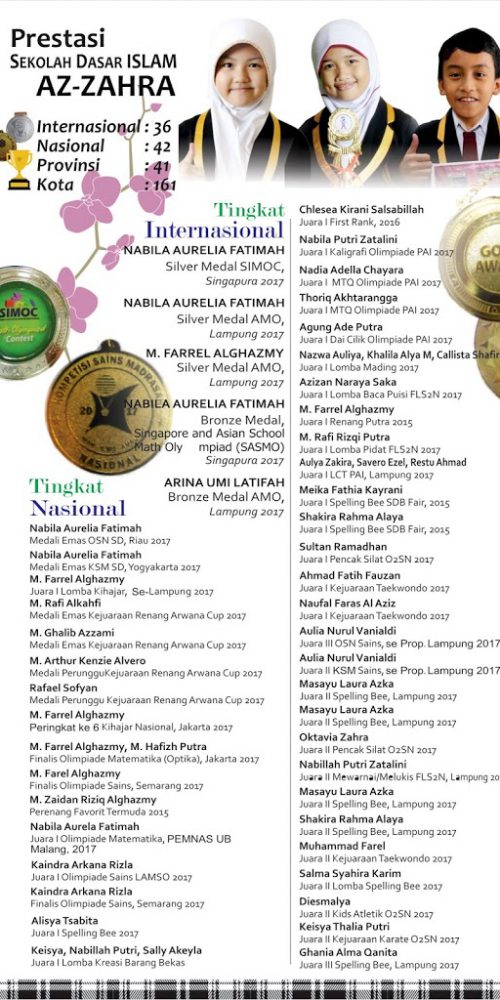 Prestasi
SEKOLAH DASAR ISLAM
AZ-ZAHRA
Internasional : 36
Nasional : 42
Provinsi : 41
Kota : 161
Tingkat
Internasional
NABILA AURELIA FATIMAH
Silver Medal SIMOC,
Singapura 2017
NABILA AURELIA FATIMAH
Silver Medal AMO,
Lampung 2017
M. FARREL ALGHAZMY
Silver Medal AMO,
Lampung 2017
NABILA AURELIA FATIMAH
Bronze Medal,
Singapore and Asian School
Math Oly mpiad (SASMO)
Singapura 2017
ARINA UMI LATIFAH
Bronze Medal AMO,
Lampung 2017
SIMOC
Contest
KOMPETISI SAINS MADRASAH
2017
NASIONAL
Tingkat
Nasional
Nabila Aurelia Fatimah
Medali Emas OSN SD, Riau 2017
Nabila Aurelia Fatimah
Medali Emas KSM SD, Yogyakarta 2017
M. Farrel Alghazmy
Juara I Lomba Kihajar, Se-Lampung 2017
M. Rafi Alkahfi
Medali Emas Kejuaraan Renang Arwana Cup 2017
M. Ghalib Azzami
Medali Emas Kejuaraan Renang Arwana Cup 2017
M. Arthur Kenzie Alvero
Medali PerungguKejuaraan Renang Arwana Cup 2017
Rafael Sofyan
Medali Perunggu Kejuaraan Renang Arwana Cup 2017
M. Farrel Alghazmy
Peringkat ke 6 Kihajar Nasional, Jakarta 2017
M. Farrel Alghazmy, M. Hafizh Putra
Finalis Olimpiade Matematika (Optika), Jakarta 2017
M. Farel Alghazmy
Finalis Olimpiade Sains, Semarang 2017
M. Zaidan Riziq Alghazmy
Perenang Favorit Termuda 2015
Nabila Aurela Fatimah
Juara I Olimpiade Matematika, PEMNAS UB
Malang, 2017
Kaindra Arkana Rizla
Juara I Olimpiade Sains LAMSO 2017
Kaindra Arkana Rizla
Finalis Olimpiade Sains, Semarang 2017
Alisya Tsabita
Juara I Spelling Bee 2017
Keisya, Nabillah Putri, Sally Akeyla
Juara I Lomba Kreasi Barang Bekas
Chlesea Kirani Salsabillah
Juara I First Rank, 2016
Nabila Putri Zatalini
Juara I Kaligrafi Olimpiade PAI 2017
Nadia Adella Chayara
Juara I MTQ Olimpiade PAI 2017
Thoriq Akhtarangga
Juara I MTQ Olimpiade PAI 2017
Agung Ade Putra
Juara I Dai Cilik Olimpiade PAI 2017
Nazwa Auliya, Khalila Alya M, Callista Shafir
Juara I Lomba Mading 2017
Azizan Naraya Saka
Juara I Lomba Baca Puisi FLS2N 2017
M. Farrel Alghazmy
Juara I Renang Putra 2015
M. Rafi Rizqi Putra
Juara I Lomba Pidat FLS2N 2017
Aulya Zakira, Savero Ezel, Restu Ahmad
Juara I LCT PAI, Lampung 2017
Meika Fathia Kayrani
Juara I Spelling Bee SDB Fair, 2015
Shakira Rahma Alaya
Juara I Spelling Bee SDB Fair, 2015
Sultan Ramadhan
Juara I Pencak Silat O2SN 2017
Ahmad Fatih Fauzan
Juara I Kejuaraan Taekwondo 2017
Naufal Faras Al Aziz
Juara I Kejuaraan Taekwondo 2017
Aulia Nurul Vanialdi
Juara III OSN Sains, se Prop. Lampung 2017
Aulia Nurul Vanialdi
Juara II KSM Sains, se Prop. Lampung 2017
Masayu Laura Azka
Juara II Spelling Bee, Lampung 2017
Masayu Laura Azka
Juara II Spelling Bee, Lampung 2017
Oktavia Zahra
Juara II Pencak Silat O2SN 2017
Nabillah Putri Zatalini
Juara II Mewarnai/Melukis FLS2N, Lampung 20
Masayu Laura Azka
Juara II Spelling Bee, Lampung 2017
Shakira Rahma Alaya
Juara II Spelling Bee, Lampung 2017
Muhammad Farel
Juara II Kejuaraan Taekwondo 2017
Salma Syahira Karim
Juara II Lomba Spelling Bee 2017
Diesmalya
Juara II Kids Atletik O2SN 2017
Keisya Thalia Putri
Juara II Kejuaraan Karate O2SN 2017
Ghania Alma Qanita
Juara III Spelling Bee, Lampung 2017